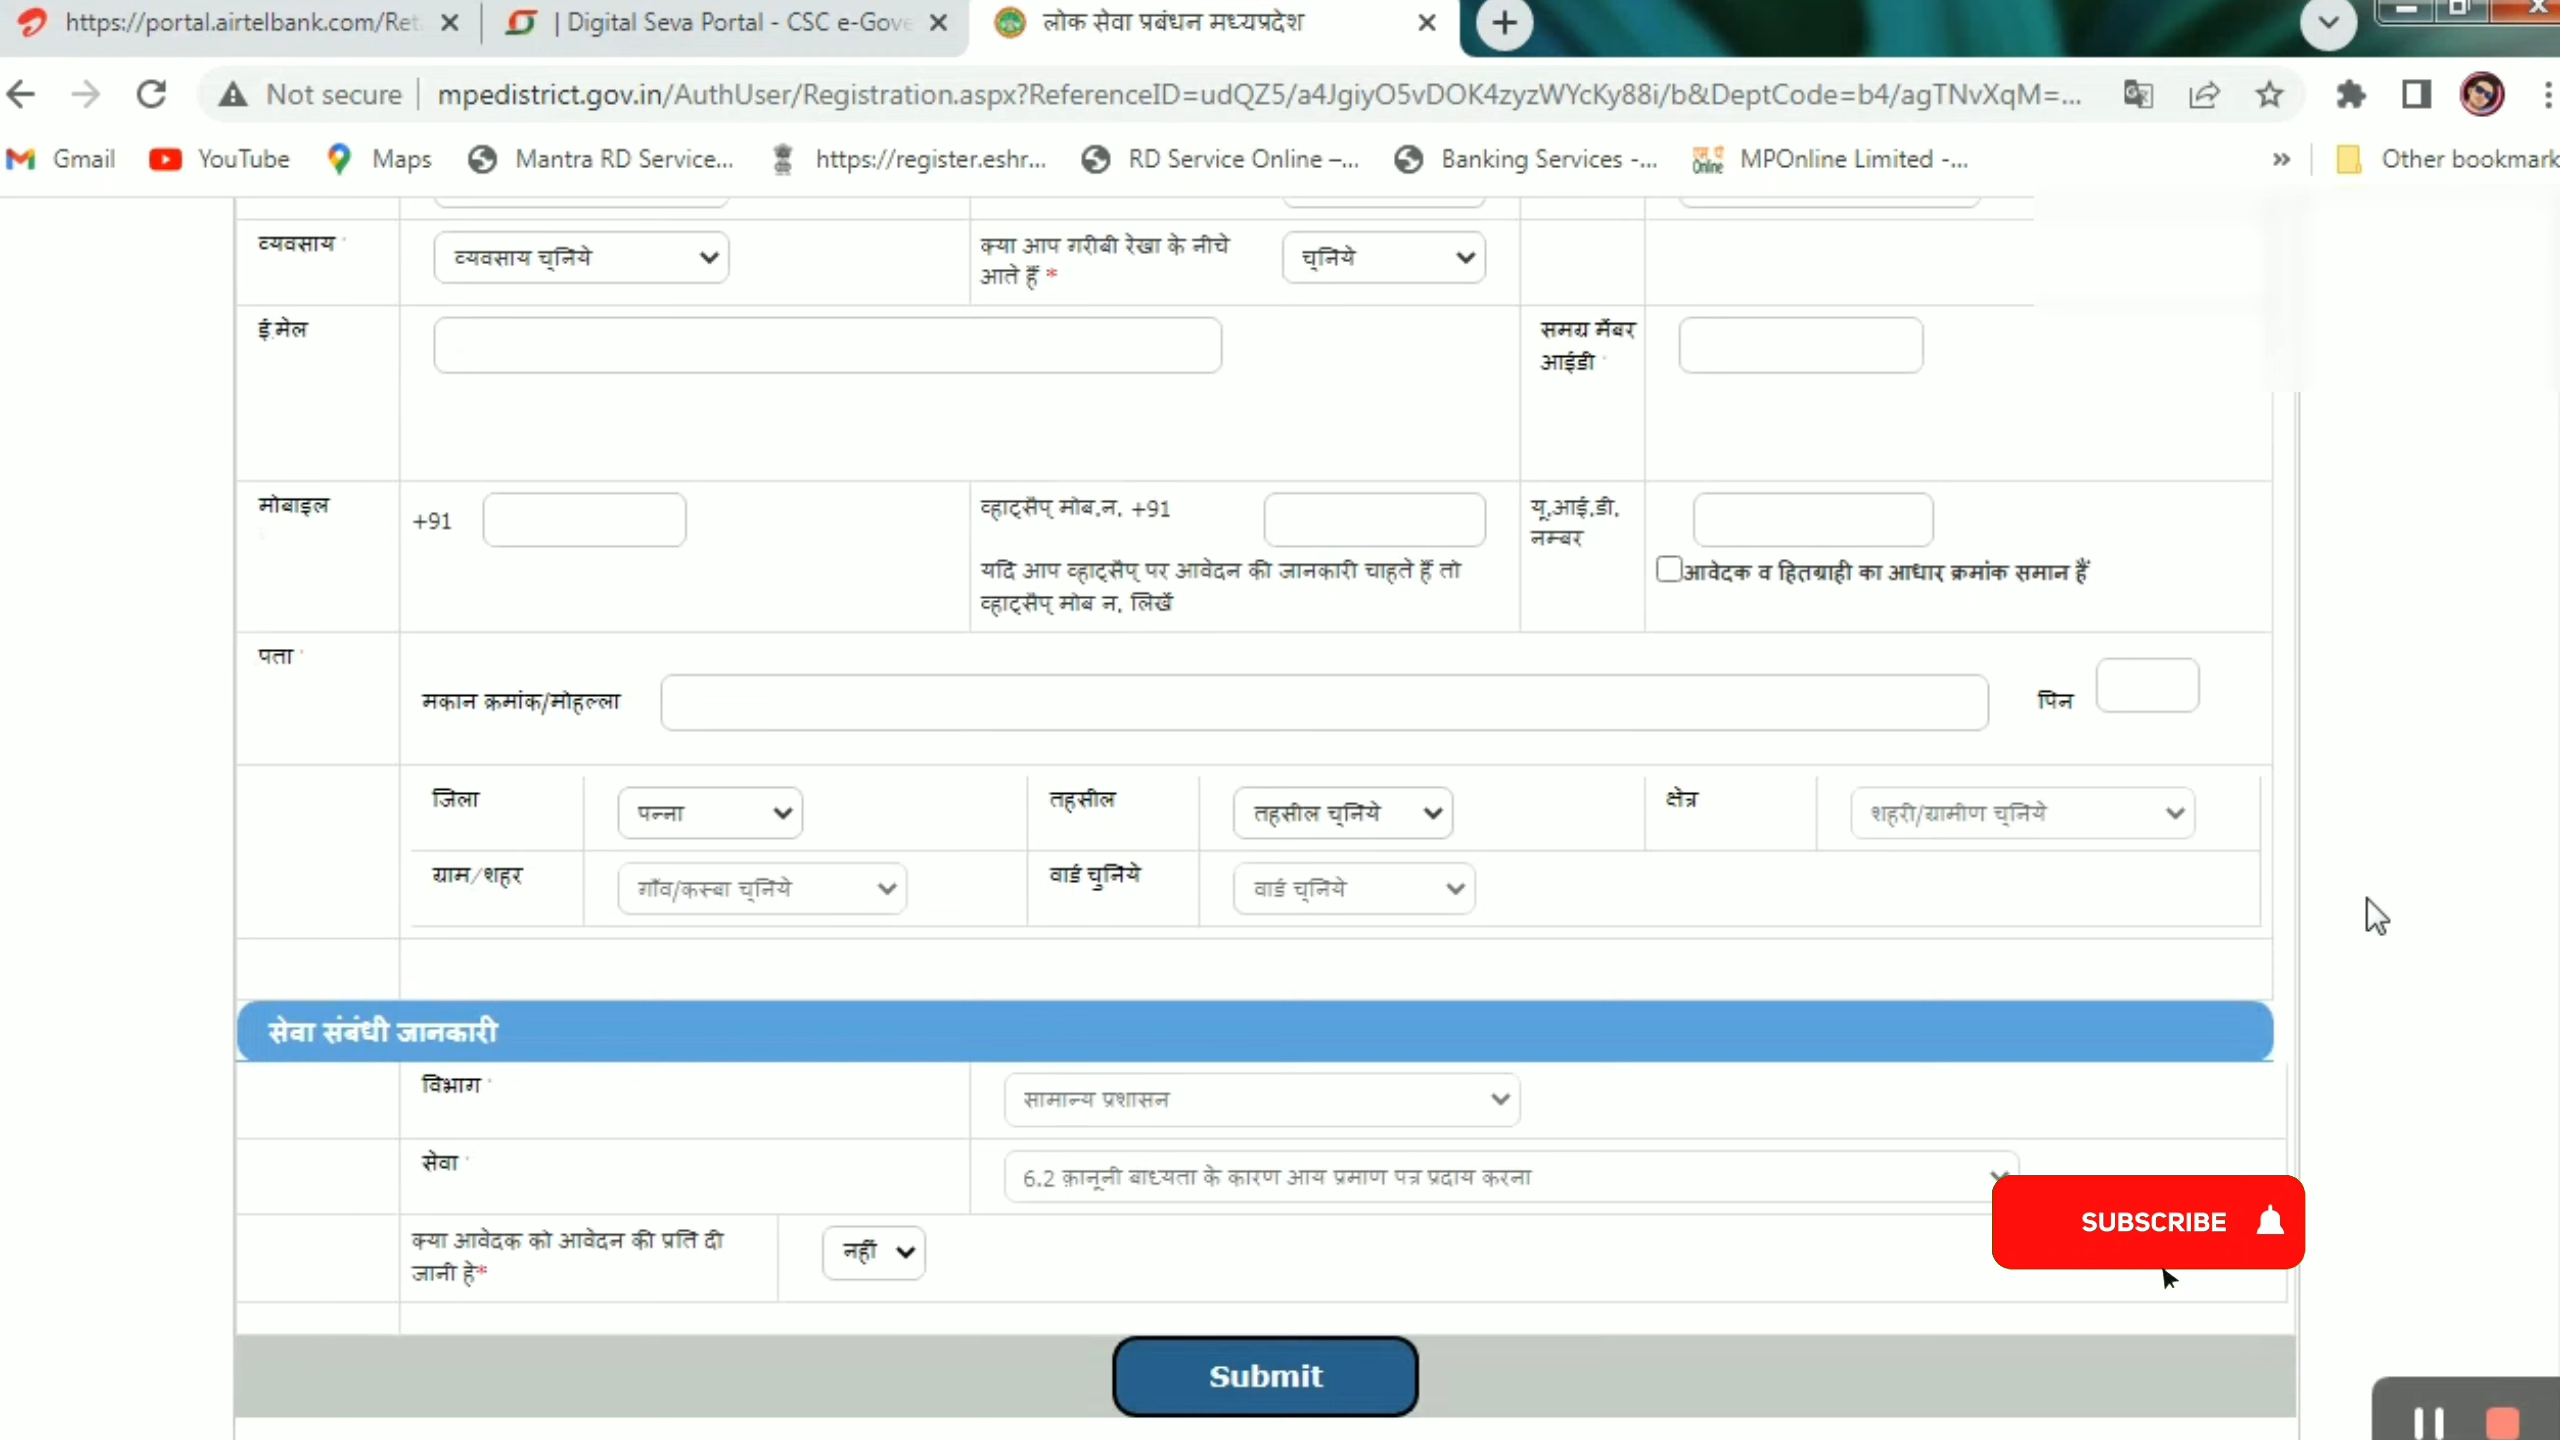 https://portal.airtelbank.com/Ret
| Digital Seva Portal - CSC e-Gove
लोक सेवा प्रबंधन मध्यप्रदेश
Not secure
mpedistrict.gov.in/AuthUser/Registration.aspx?ReferenceID=udQZ5/a4JgiyO5vDOK4zyzWYcKy88i/b&DeptCode=b4/agTNvXqM=...
Gmail YouTube Maps Mantra RD Service... https://register.eshr... RD Service Online –... Banking Services -... MPOnline Limited -... » Other bookmark
व्यवसाय * व्यवसाय चुनिये क्या आप गरीबी रेखा के नीचे चुनिये
आते हैं *
ई.मेल समग्र मेंबर
आईडी *
मोबाइल +91 व्हाट्सैप् मोब.न. +91 यू.आई.डी.
नम्बर
यदि आप व्हाट्सैप् पर आवेदन की जानकारी चाहते हैं तो आवेदक व हितग्राही का आधार क्रमांक समान हैं
व्हाट्सैप् मोब न. लिखें
पता *
मकान क्रमांक/मोहल्ला पिन
जिला पन्ना तहसील तहसील चुनिये क्षेत्र शहरी/ग्रामीण चुनिये
ग्राम/शहर गाँव/कस्बा चुनिये वार्ड चुनिये वार्ड चुनिये
सेवा संबंधी जानकारी
विभाग * सामान्य प्रशासन
सेवा * 6.2 क़ानूनी बाध्यता के कारण आय प्रमाण पत्र प्रदाय करना
क्या आवेदक को आवेदन की प्रति दी नहीं
जानी हे*
SUBSCRIBE
Submit